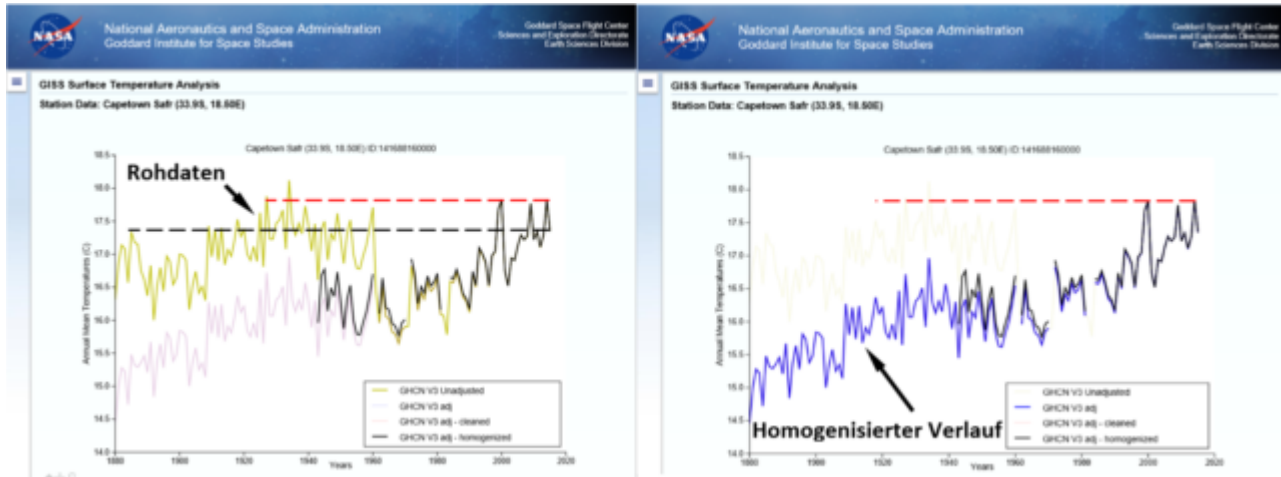 NASA
National Aeronautics and Space Administration
Goddard Institute for Space Studies
Goddard Space Flight Center
Sciences and Exploration Directorate
Earth Sciences Division
GISS Surface Temperature Analysis
Station Data: Capetown Safr (33.9S, 18.50E)
Capetown Safr (33.9S, 18.50E) ID:141688160000
Rohdaten
Annual Mean Temperatures (C)
18.5
18.0
17.5
17.0
16.5
16.0
15.5
15.0
14.5
14.0
GHCN V3 Unadjusted
GHCN V3 adj
GHCN V3 adj - cleaned
GHCN V3 adj - homogenized
1880 1900 1920 1940 1960 1980 2000 2020
Years
NASA
National Aeronautics and Space Administration
Goddard Institute for Space Studies
Goddard Space Flight Center
Sciences and Exploration Directorate
Earth Sciences Division
GISS Surface Temperature Analysis
Station Data: Capetown Safr (33.9S, 18.50E)
Capetown Safr (33.9S, 18.50E) ID:141688160000
Annual Mean Temperatures (C)
18.5
18.0
17.5
17.0
16.5
16.0
15.5
15.0
14.5
14.0
Homogenisierter Verlauf
GHCN V3 Unadjusted
GHCN V3 adj
GHCN V3 adj - cleaned
GHCN V3 adj - homogenized
1880 1900 1920 1940 1960 1980 2000 2020
Years